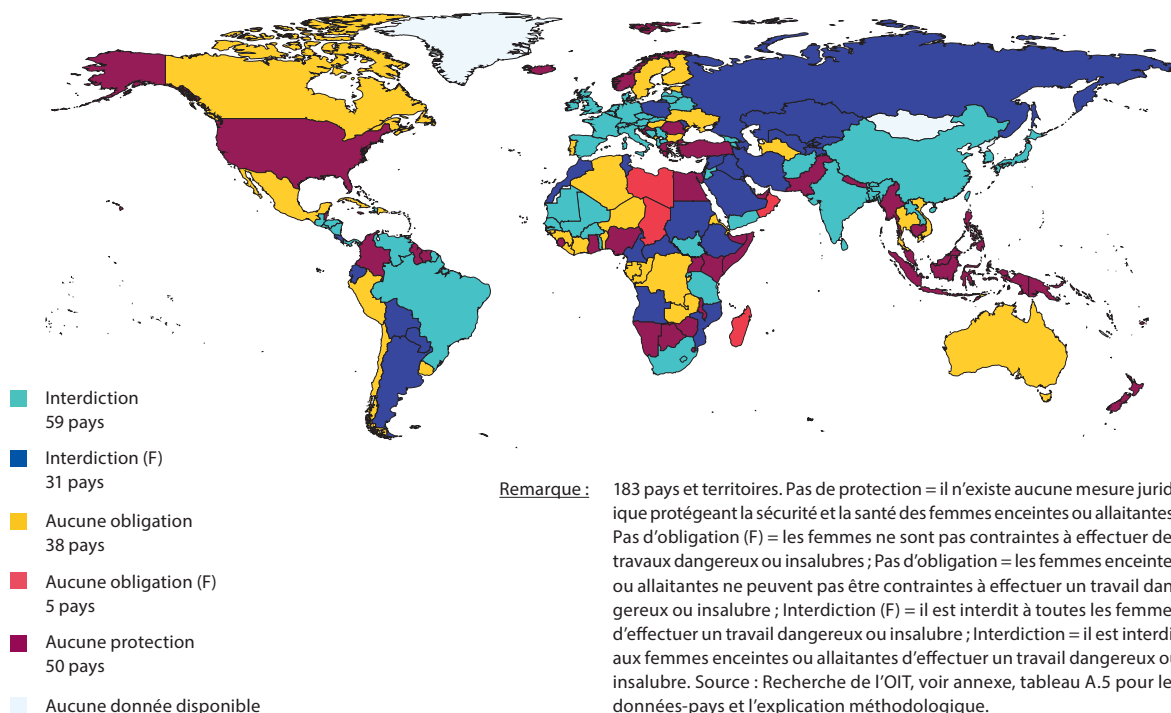 Interdiction
59 pays
Interdiction (F)
31 pays
Aucune obligation
38 pays
Aucune obligation (F)
5 pays
Aucune protection
50 pays
Aucune donnée disponible
Remarque : 183 pays et territoires. Pas de protection = il n’existe aucune mesure jurid
ique protégeant la sécurité et la santé des femmes enceintes ou allaitantes
Pas d’obligation (F) = les femmes ne sont pas contraintes à effectuer de
travaux dangereux ou insalubres ; Pas d’obligation = les femmes enceinte
ou allaitantes ne peuvent pas être contraintes à effectuer un travail dan
gereux ou insalubre ; Interdiction (F) = il est interdit à toutes les femme
d’effectuer un travail dangereux ou insalubre ; Interdiction = il est interdi
aux femmes enceintes ou allaitantes d’effectuer un travail dangereux o
insalubre. Source : Recherche de l’OIT, voir annexe, tableau A.5 pour le
données-pays et l’explication méthodologique.